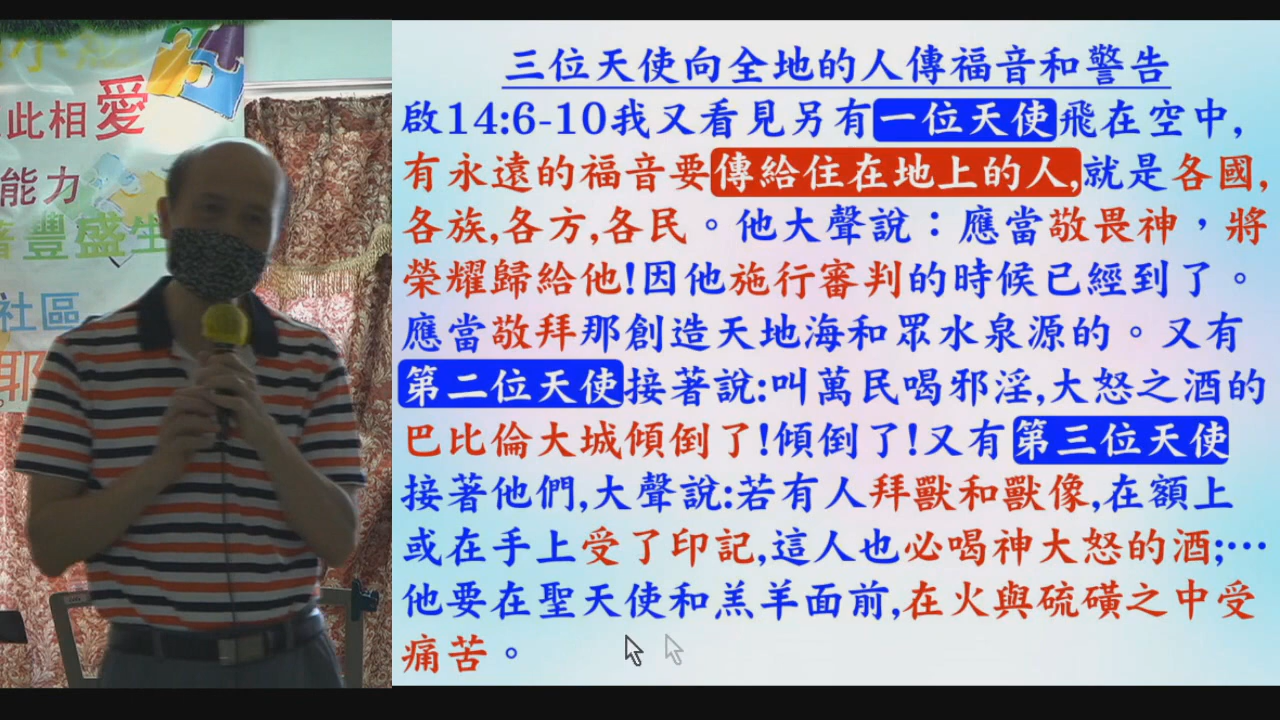 此相愛
能力
豐盛生
社區
耶
三位天使向全地的人傳福音和警告
啟14:6-10我又看見另有一位天使飛在空中,
有永遠的福音要傳給住在地上的人,就是各國,
各族,各方,各民。他大聲說：應當敬畏神，將
榮耀歸給他!因他施行審判的時候已經到了。
應當敬拜那創造天地海和眾水泉源的。又有
第二位天使接著說:叫萬民喝邪淫,大怒之酒的
巴比倫大城傾倒了!傾倒了!又有第三位天使
接著他們,大聲說:若有人拜獸和獸像,在額上
或在手上受了印記,這人也必喝神大怒的酒;…
他要在聖天使和羔羊面前,在火與硫磺之中受
痛苦。